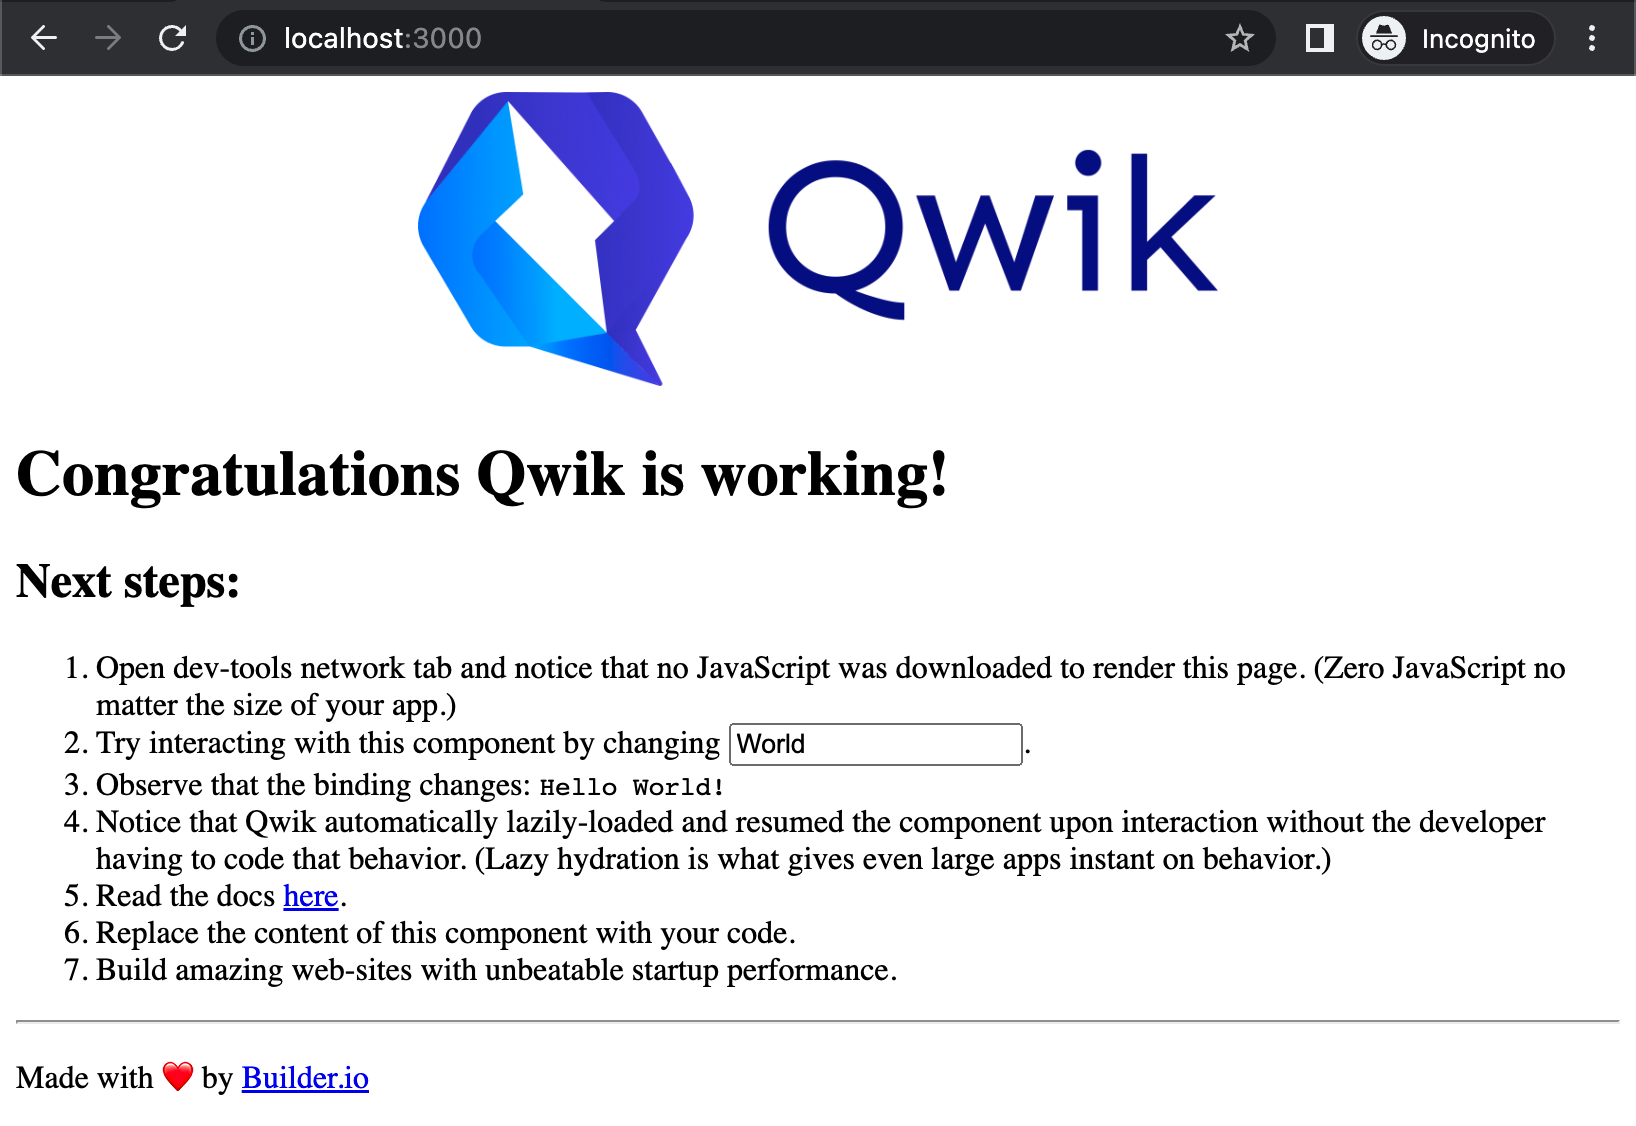 localhost:3000
Incognito
Qwik
Congratulations Qwik is working!
Next steps:
1. Open dev-tools network tab and notice that no JavaScript was downloaded to render this page. (Zero JavaScript no
matter the size of your app.)
2. Try interacting with this component by changing World.
3. Observe that the binding changes: Hello World!
4. Notice that Qwik automatically lazily-loaded and resumed the component upon interaction without the developer
having to code that behavior. (Lazy hydration is what gives even large apps instant on behavior.)
5. Read the docs here.
6. Replace the content of this component with your code.
7. Build amazing web-sites with unbeatable startup performance.
Made with ❤️ by Builder.io